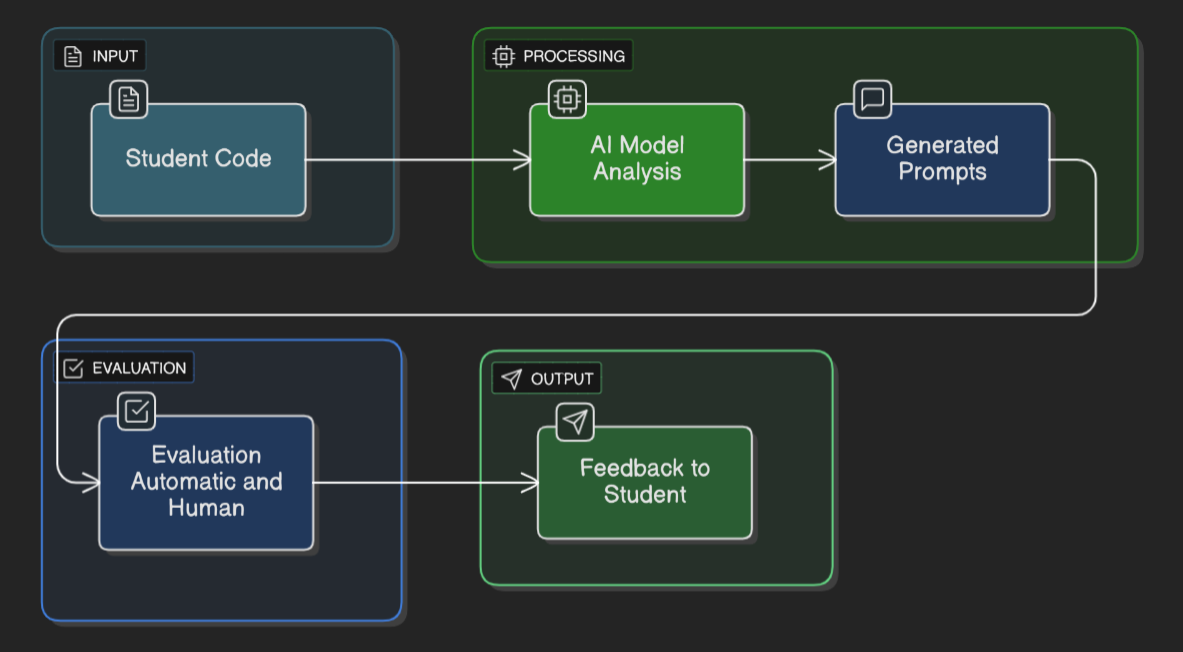 INPUT
Student Code
PROCESSING
AI Model
Analysis
Generated
Prompts
EVALUATION
Evaluation
Automatic and
Human
OUTPUT
Feedback to
Student